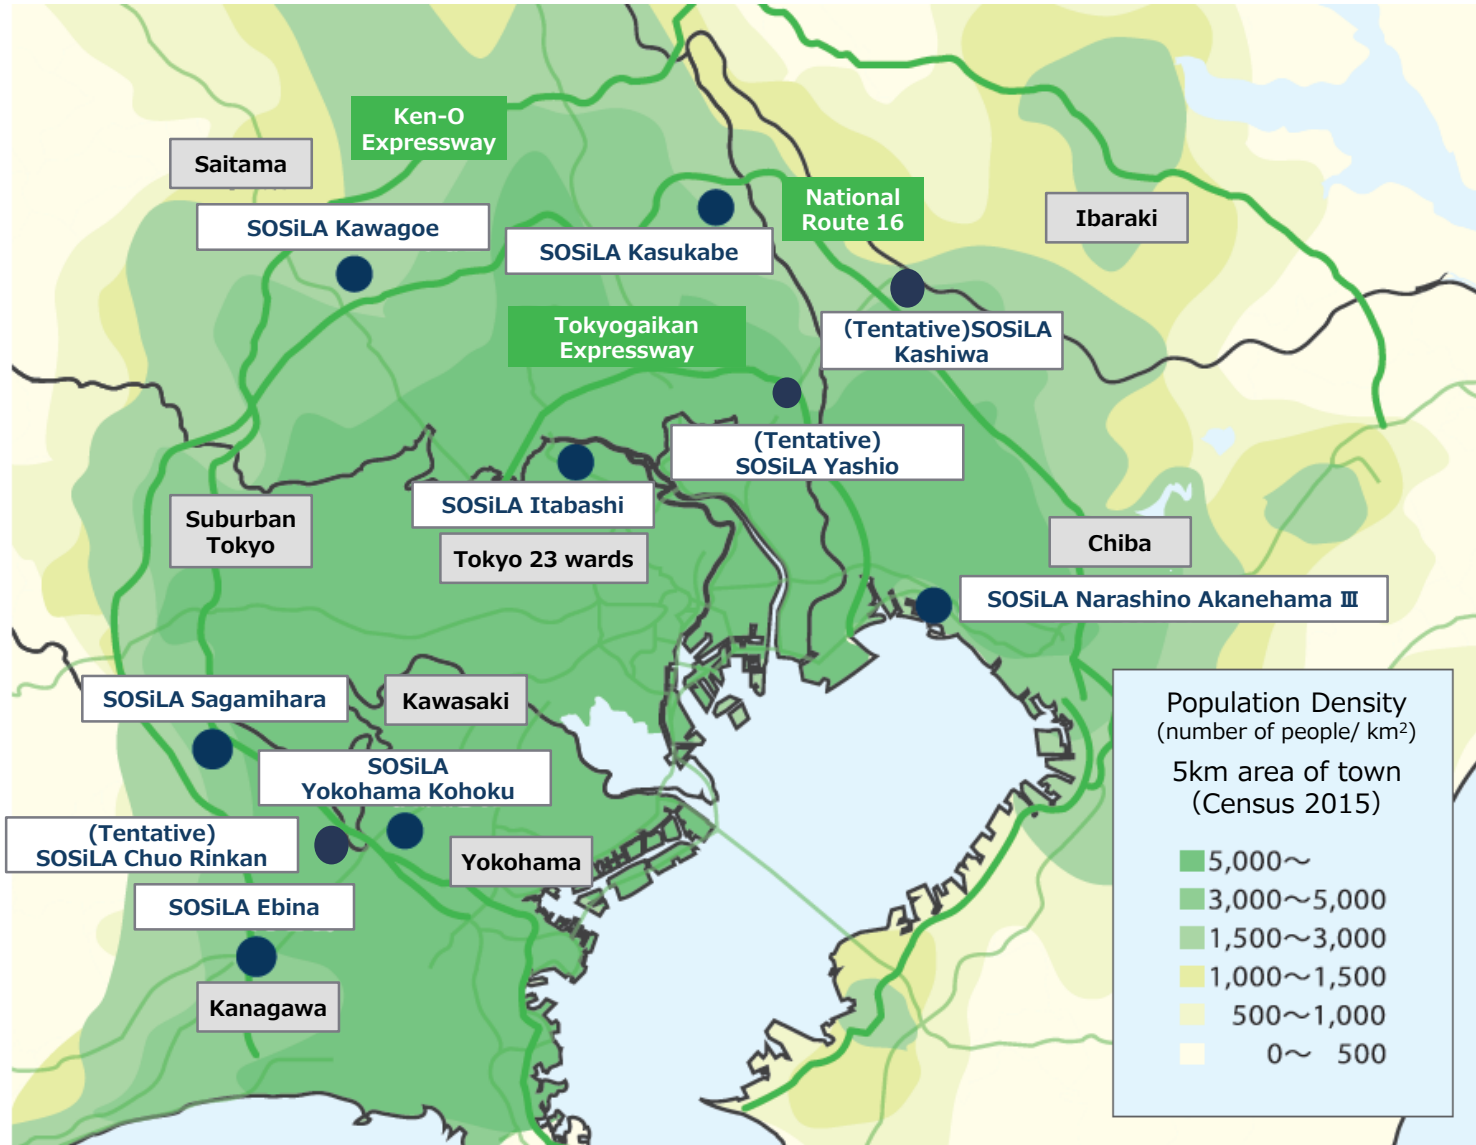 Ken-O
Expressway
Saitama
SOSiLA Kawagoe
SOSiLA Kasukabe
National
Route 16
Ibaraki
Tokyogaikan
Expressway
(Tentative)SOSiLA
Kashiwa
(Tentative)
SOSiLA Yashio
SOSiLA Itabashi
Suburban
Tokyo
Tokyo 23 wards
Chiba
SOSiLA Narashino Akanehama Ⅲ
SOSiLA Sagamihara
Kawasaki
SOSiLA
Yokohama Kohoku
(Tentative)
SOSiLA Chuo Rinkan
Yokohama
SOSiLA Ebina
Kanagawa
Population Density
(number of people/ km²)
5km area of town
(Census 2015)
5,000～
3,000～5,000
1,500～3,000
1,000～1,500
500～1,000
0～ 500